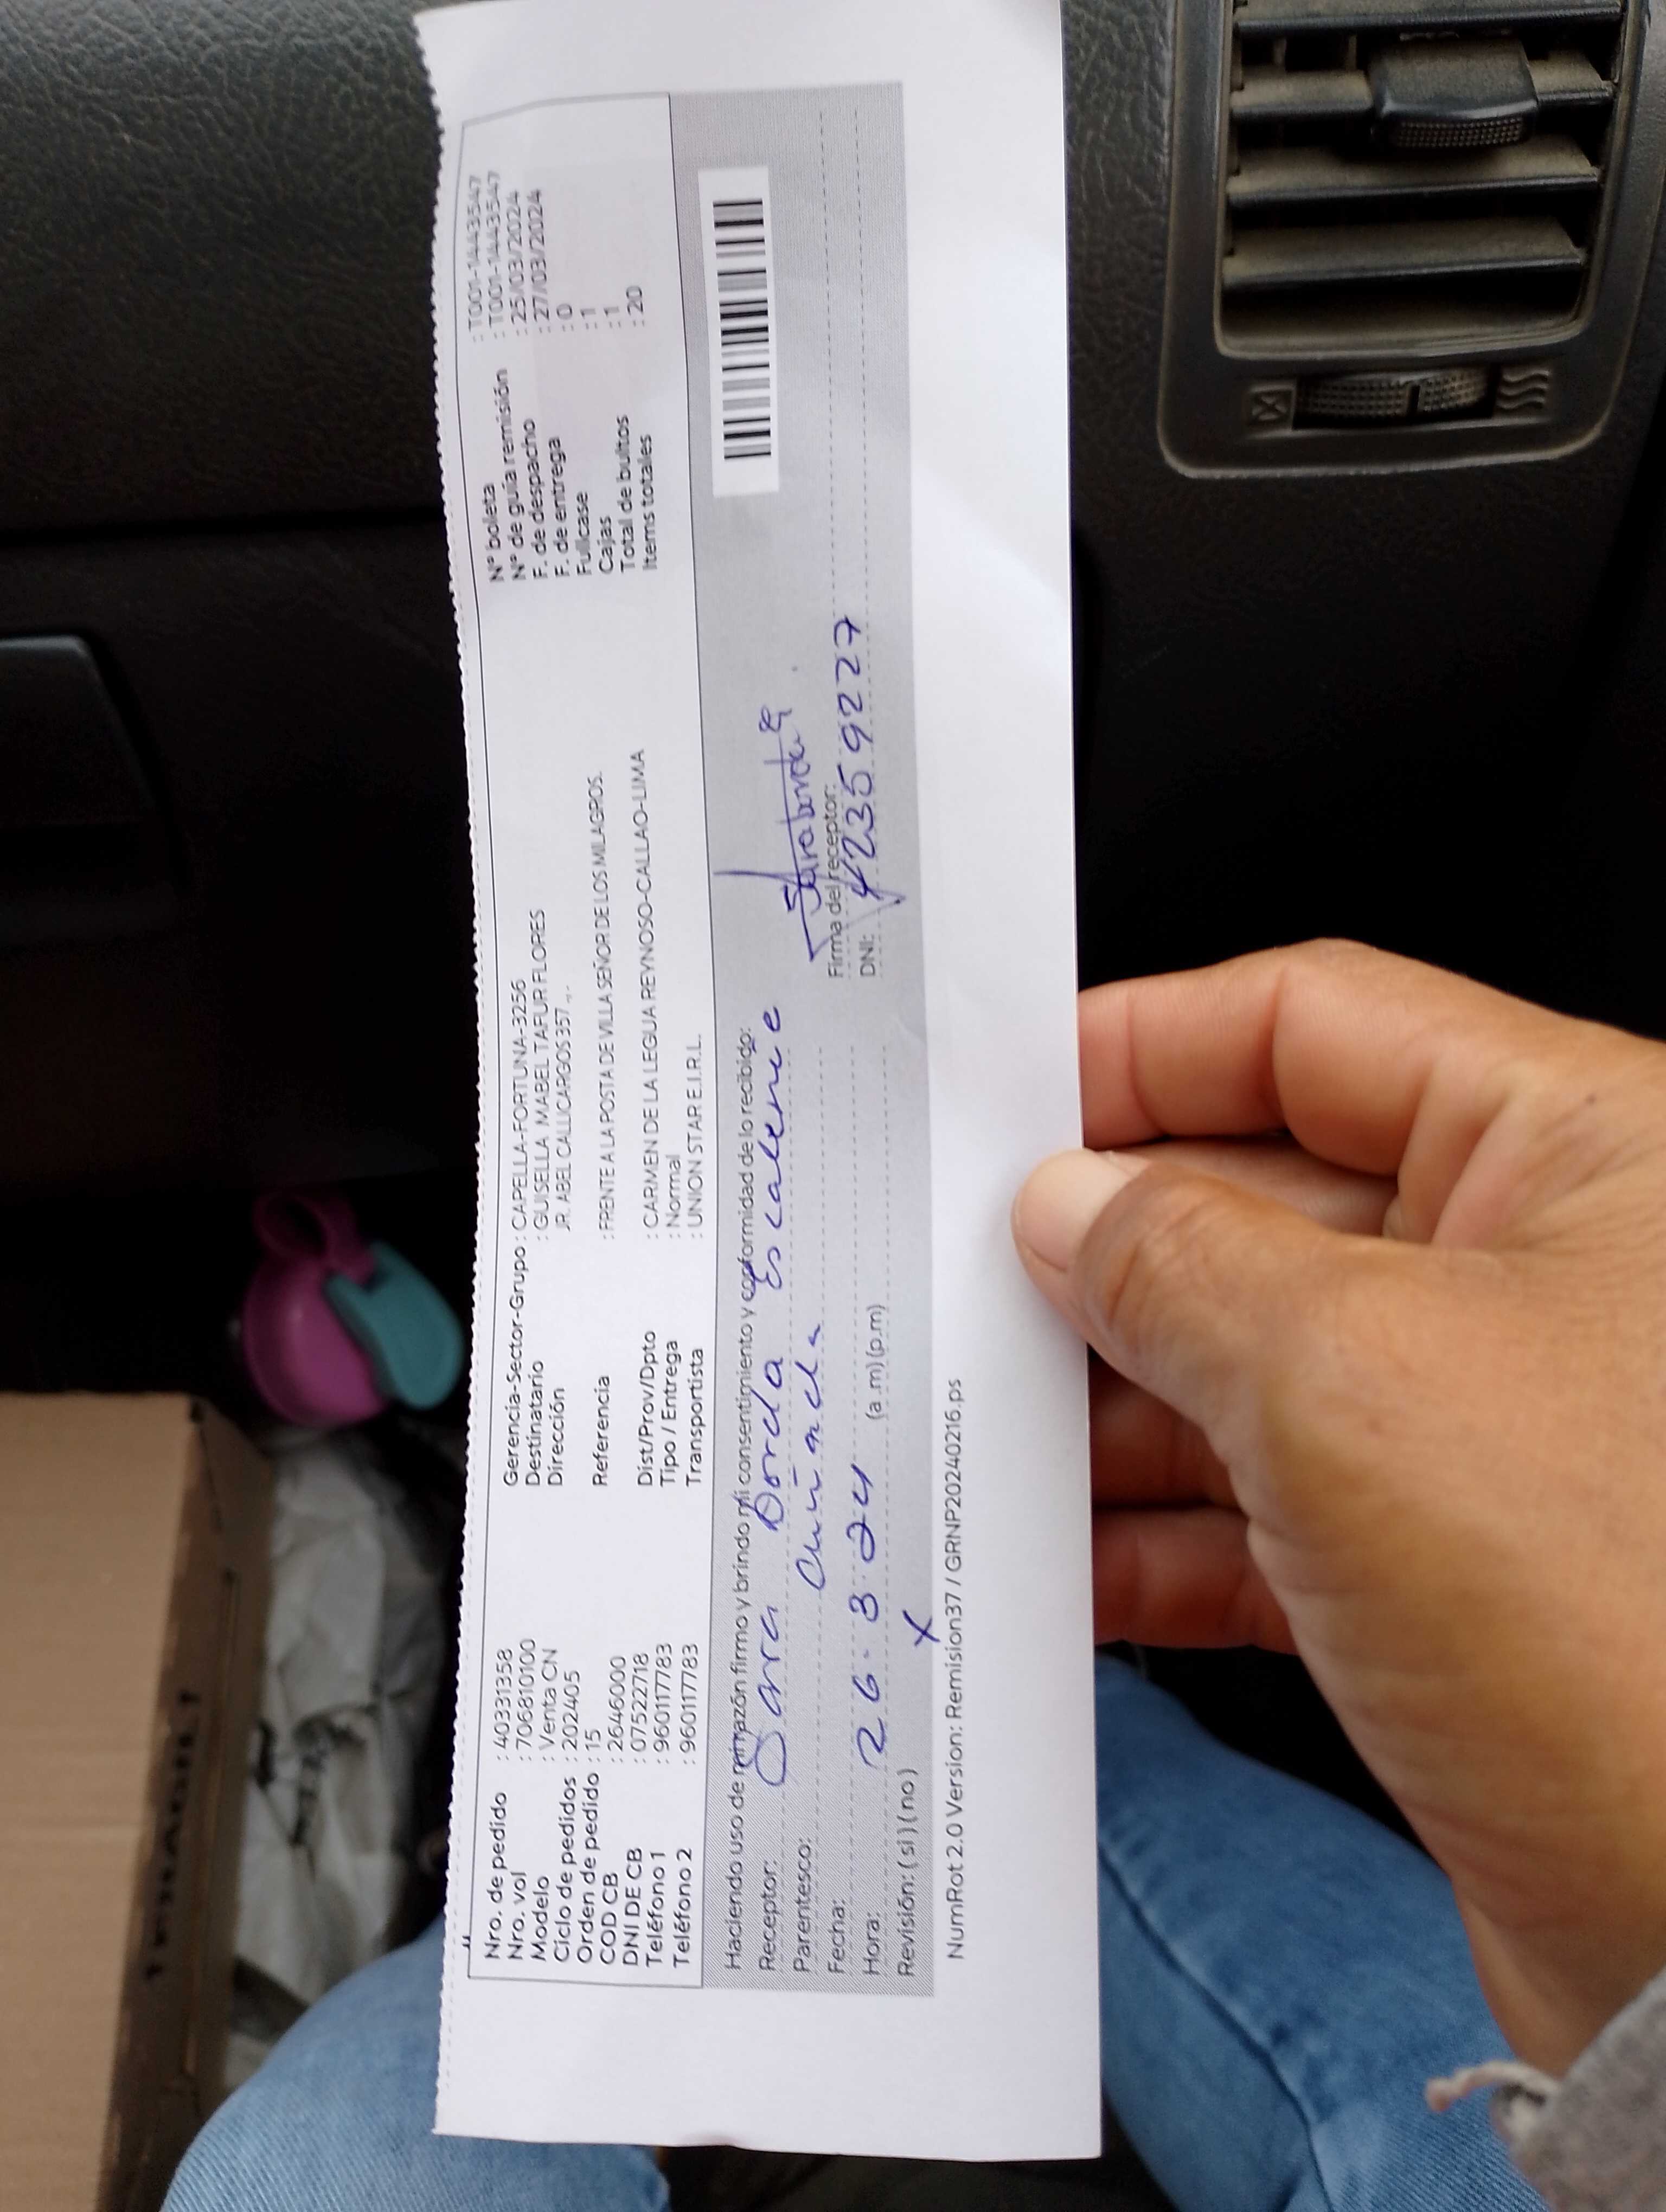 Nro. de pedido : 40331358
Nro. vol : 706810100
Modelo : Venta CN
Ciclo de pedidos : 202405
Orden de pedido : 15
COD CB : 2646000
DNI DE CB : 07522718
Teléfono 1 : 960117783
Teléfono 2 : 960117783
Gerencia-Sector-Grupo : CAPELLA-FORTUNA-3256
Destinatario : GUISELLA MABEL TAFUR FLORES
Dirección JR. ABEL CALLICARGOS 357 .,.
Referencia : FRENTE A LA POSTA DE VILLA SEÑOR DE LOS MILAGROS.
Dist/Prov/Dpto : CARMEN DE LA LEGUA REYNOSO-CALLAO-LIMA
Tipo / Entrega : Normal
Transportista : UNION STAR E.I.R.L.
N° boleta : T001-14435547
N° de guía remisión : T001-14435547
F. de despacho : 25/03/2024
F. de entrega : 27/03/2024
Fullcase : 0
Cajas : 1
Total de bultos : 1
Items totales : 20
Haciendo uso de mi razón firmo y brindo mi consentimiento y conformidad de lo recibido:
Receptor: Sara Borda Escalente
Parentesco: Cuñada
Fecha: 26-3-24
Hora: (a.m) (p.m)
Revisión: ( si ) ( no ) X
Firma del receptor:
DNI: 42359227
NumRot 2.0 Version: Remision37 / GRNP20240216.ps